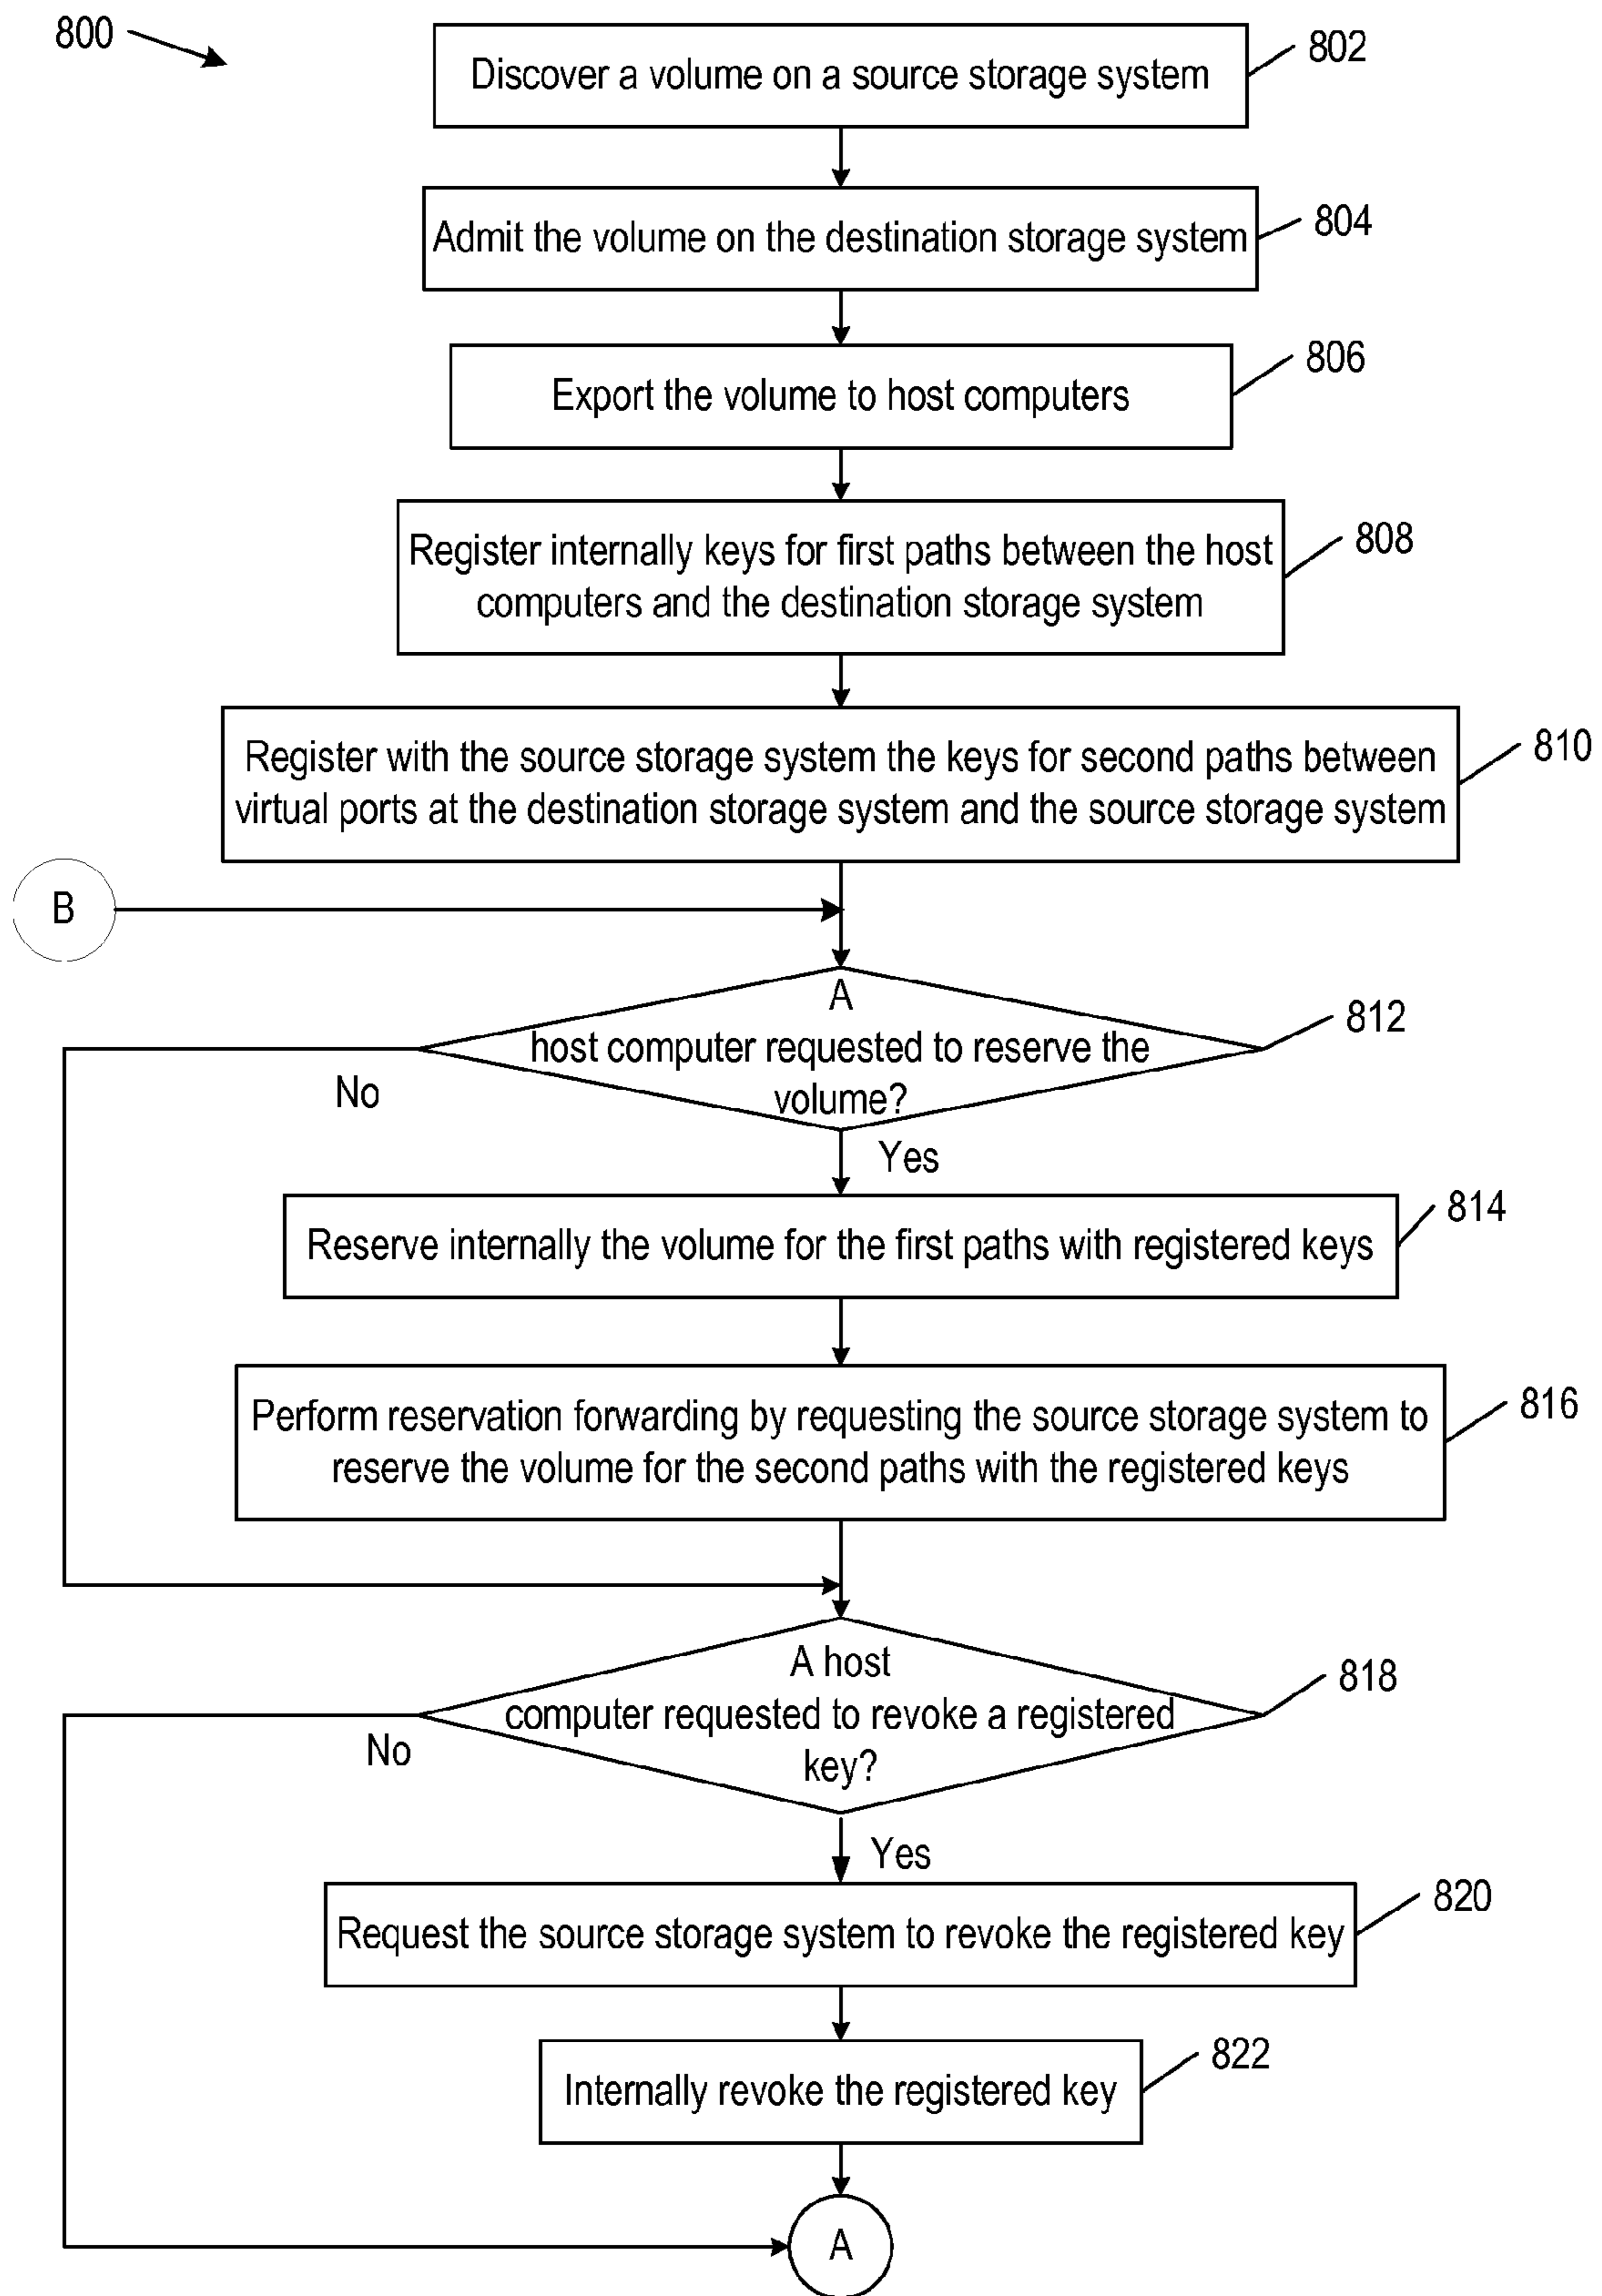 800
Discover a volume on a source storage system
802
Admit the volume on the destination storage system
804
Export the volume to host computers
806
Register internally keys for first paths between the host
computers and the destination storage system
808
Register with the source storage system the keys for second paths between
virtual ports at the destination storage system and the source storage system
810
B
A
host computer requested to reserve the
volume?
812
No
Yes
Reserve internally the volume for the first paths with registered keys
814
Perform reservation forwarding by requesting the source storage system to
reserve the volume for the second paths with the registered keys
816
A host
computer requested to revoke a registered
key?
818
No
Yes
Request the source storage system to revoke the registered key
820
Internally revoke the registered key
822
A